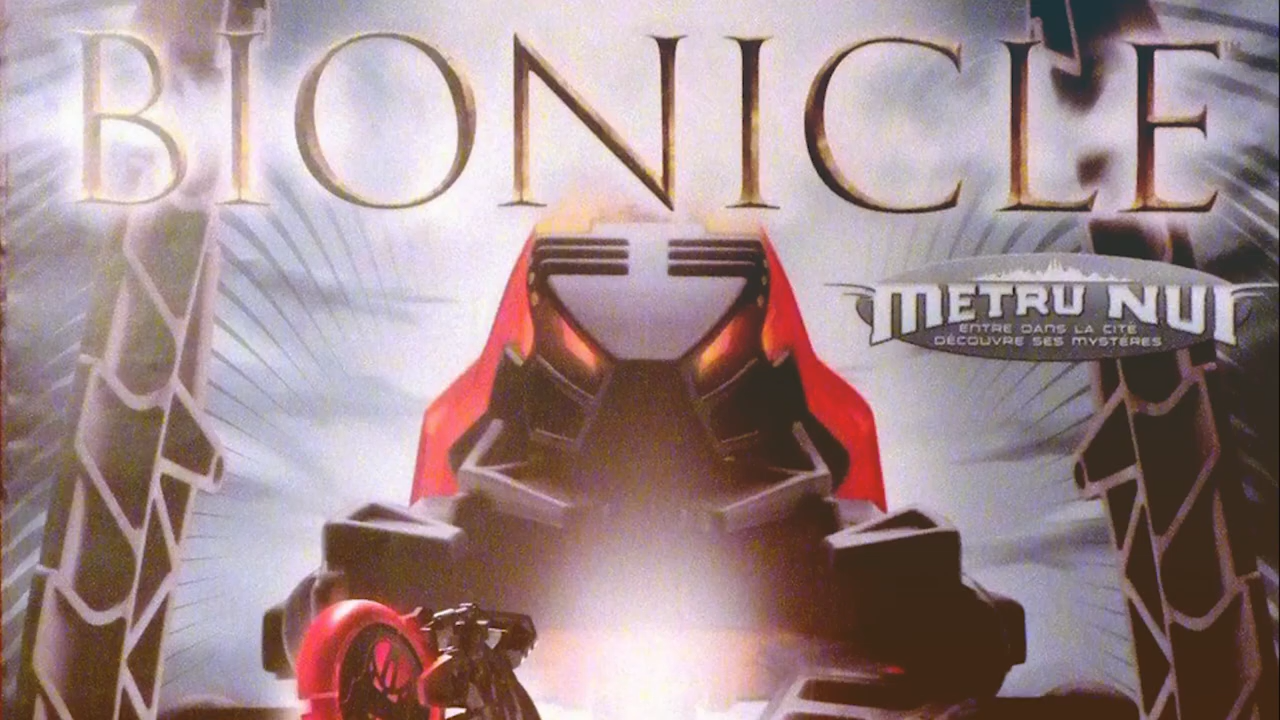 BIONICLE
METRU NUI
ENTRE DANS LA CITÉ
DÉCOUVRE SES MYSTÈRES